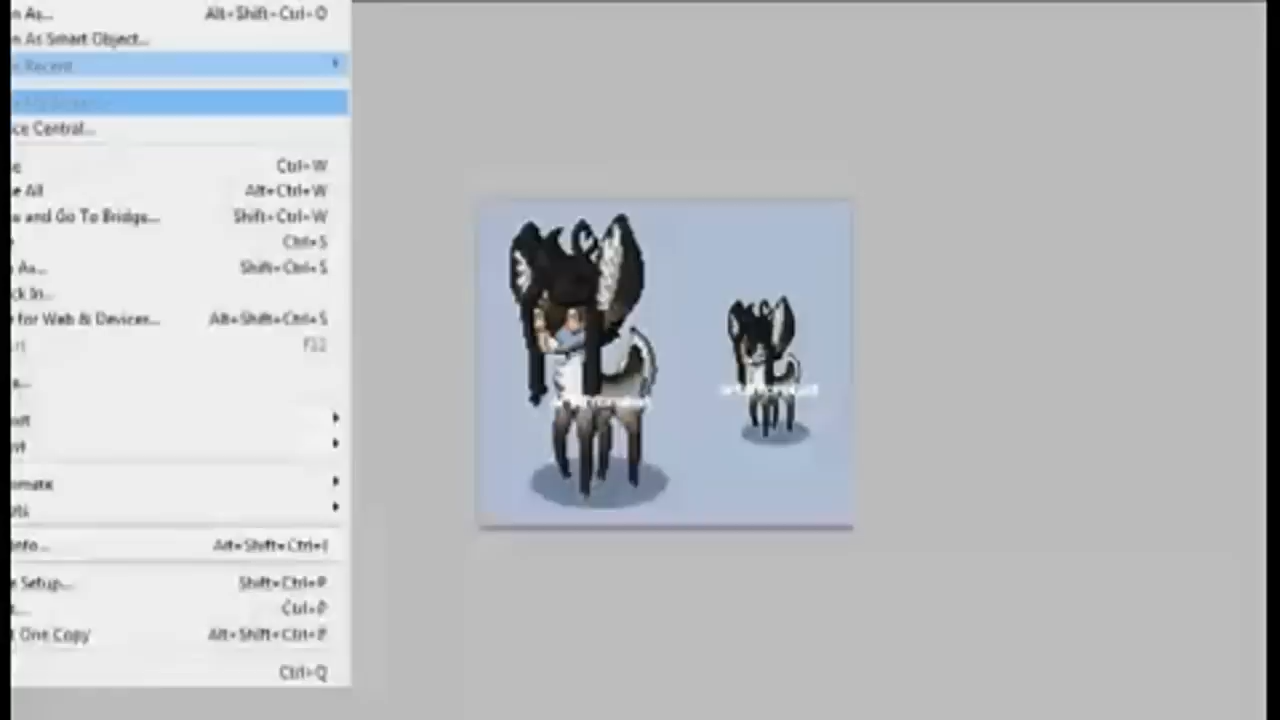 n As... Alt+Shift+Ctrl+O
n As Smart Object...
Recent
ce Central...
e Ctrl+W
e All Alt+Ctrl+W
e and Go To Bridge... Shift+Ctrl+W
Ctrl+S
As... Shift+Ctrl+S
ck In...
for Web & Devices... Alt+Shift+Ctrl+S
F12
omate
Info... Alt+Shift+Ctrl+I
Setup... Shift+Ctrl+P
Ctrl+P
t One Copy Alt+Shift+Ctrl+P
Ctrl+Q